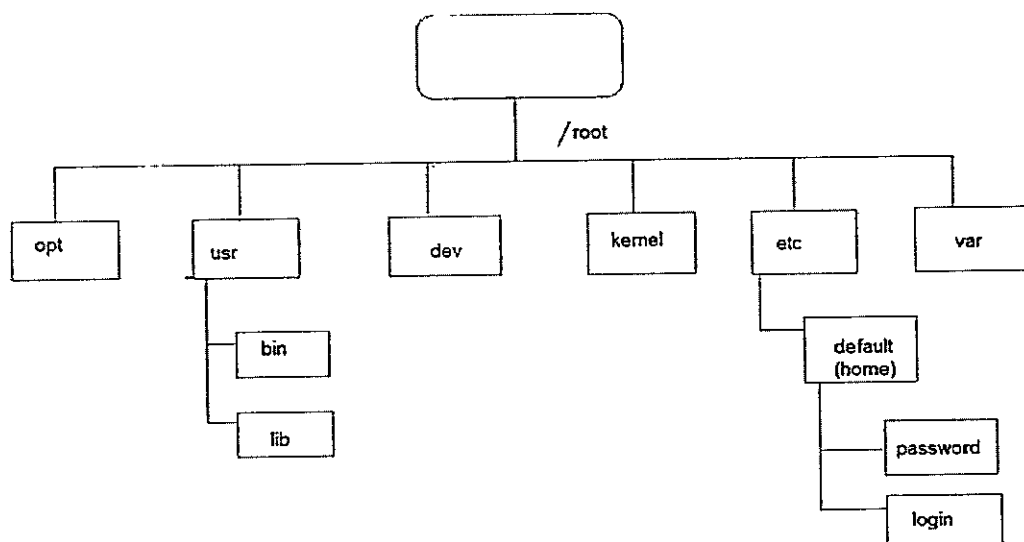 /root
opt
usr
dev
kernel
etc
var
bin
lib
default
(home)
password
login